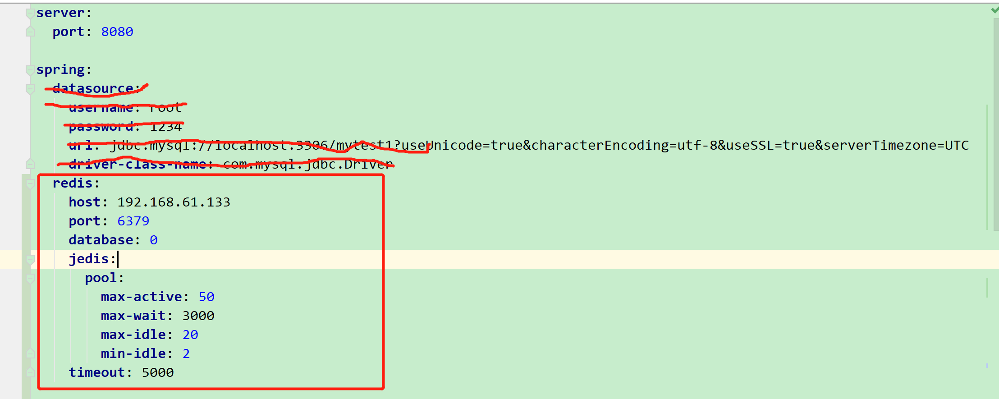 server:
  port: 8080
spring:
  datasource:
    username: root
    password: 1234
    url: jdbc:mysql://localhost:3306/mytest1?useUnicode=true&characterEncoding=utf-8&useSSL=true&serverTimezone=UTC
    driver-class-name: com.mysql.jdbc.Driver
  redis:
    host: 192.168.61.133
    port: 6379
    database: 0
    jedis:
      pool:
        max-active: 50
        max-wait: 3000
        max-idle: 20
        min-idle: 2
    timeout: 5000